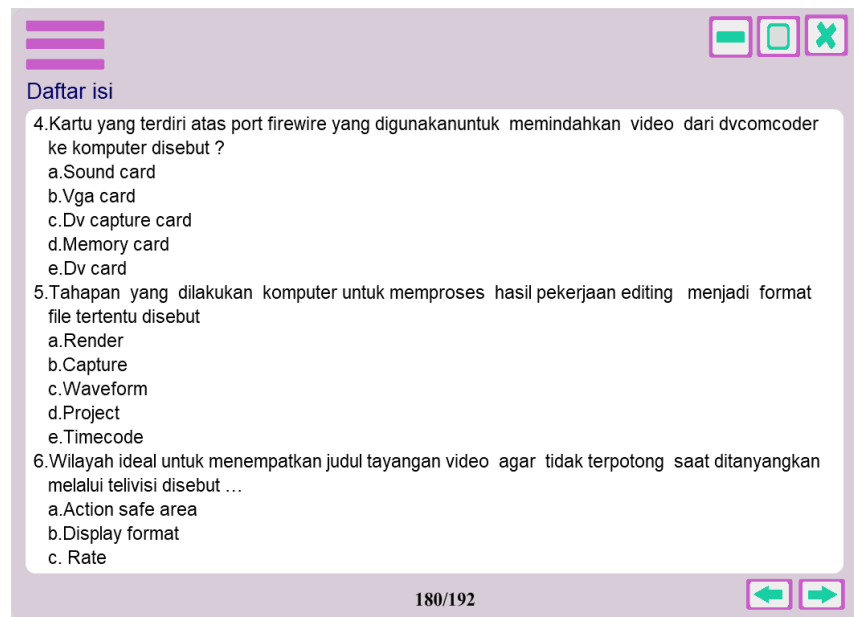 Daftar isi
4.Kartu yang terdiri atas port firewire yang digunakanuntuk memindahkan video dari dvcomcoder
ke komputer disebut ?
a.Sound card
b.Vga card
c.Dv capture card
d.Memory card
e.Dv card
5.Tahapan yang dilakukan komputer untuk memproses hasil pekerjaan editing menjadi format
file tertentu disebut
a.Render
b.Capture
c.Waveform
d.Project
e.Timecode
6.Wilayah ideal untuk menempatkan judul tayangan video agar tidak terpotong saat ditanyangkan
melalui telivisi disebut …
a.Action safe area
b.Display format
c. Rate
180/192